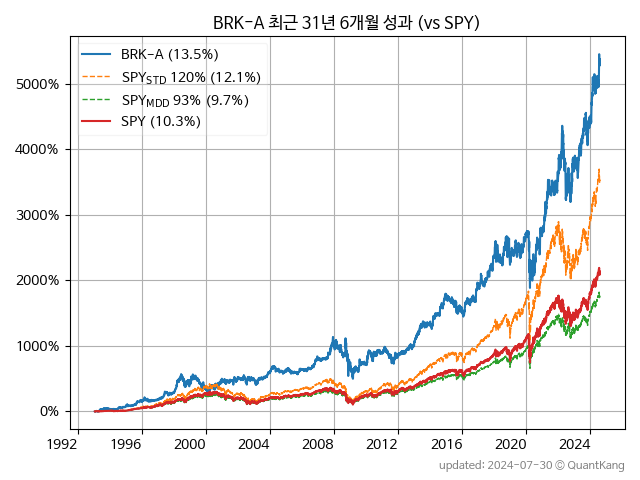 BRK-A 최근 31년 6개월 성과 (vs SPY)
BRK-A (13.5%)
SPY_STD 120% (12.1%)
SPY_MDD 93% (9.7%)
SPY (10.3%)
5000%
4000%
3000%
2000%
1000%
0%
1992 1996 2000 2004 2008 2012 2016 2020 2024
updated: 2024-07-30 © QuantKang